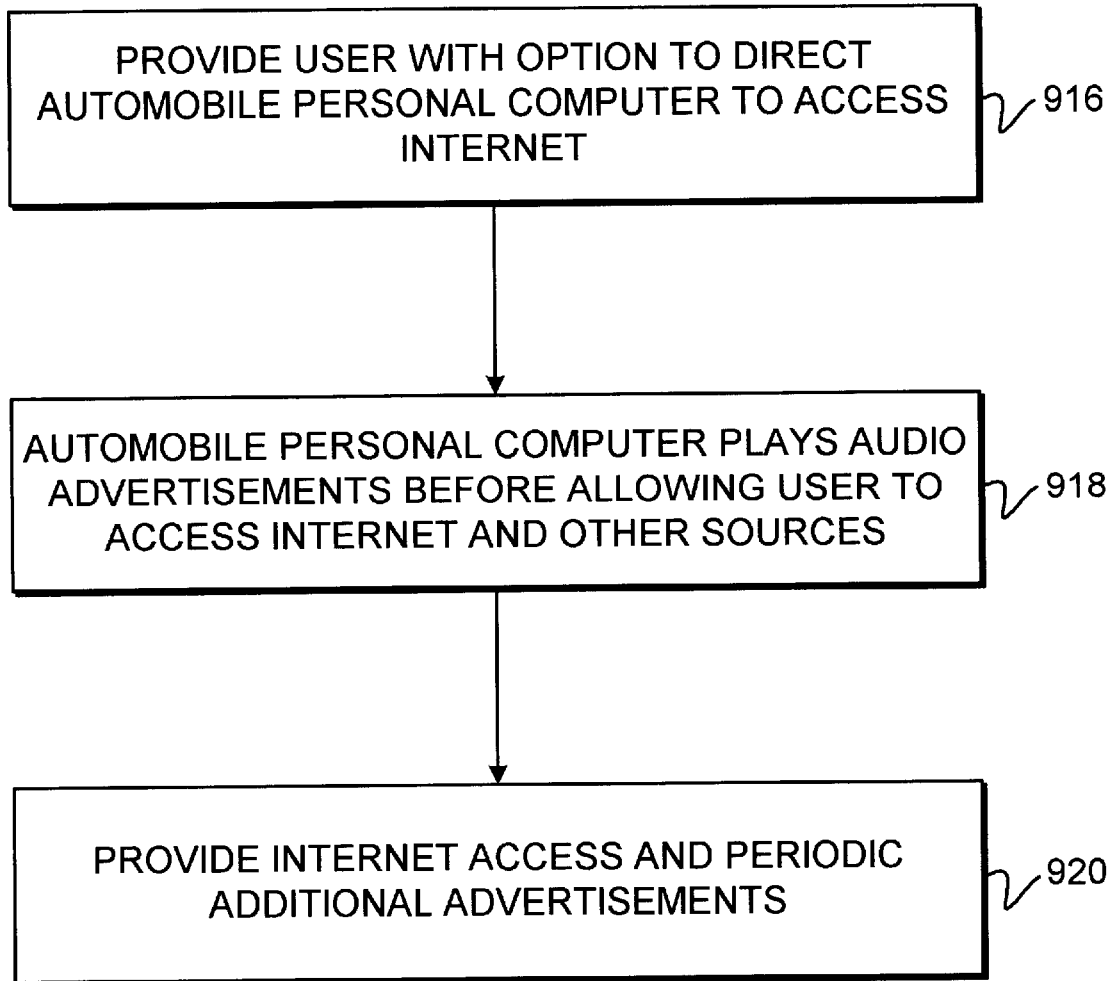 PROVIDE USER WITH OPTION TO DIRECT
AUTOMOBILE PERSONAL COMPUTER TO ACCESS
INTERNET
916
AUTOMOBILE PERSONAL COMPUTER PLAYS AUDIO
ADVERTISEMENTS BEFORE ALLOWING USER TO
ACCESS INTERNET AND OTHER SOURCES
918
PROVIDE INTERNET ACCESS AND PERIODIC
ADDITIONAL ADVERTISEMENTS
920